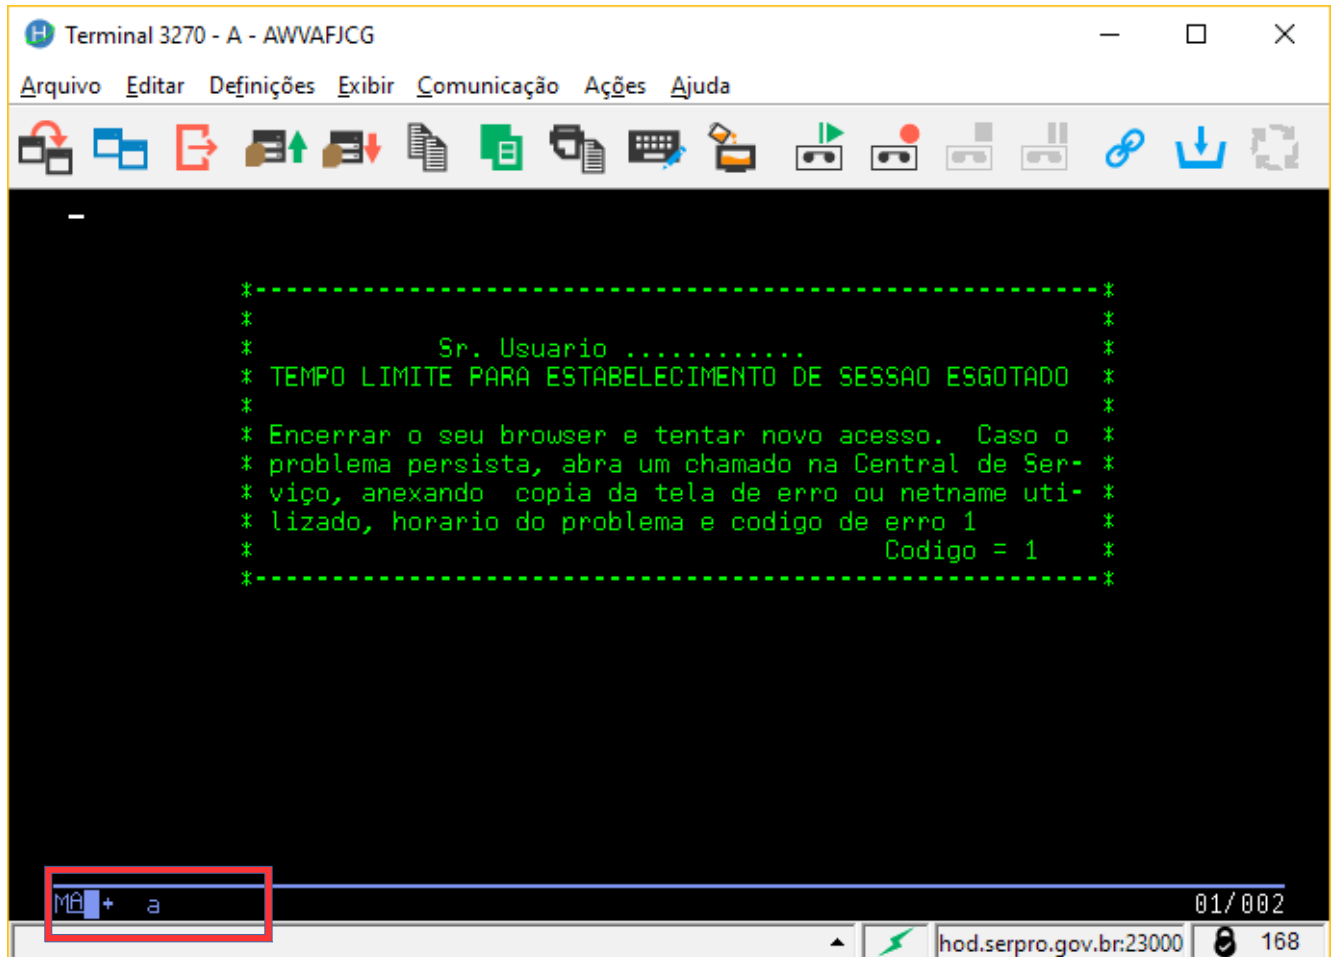 Terminal 3270 - A - AWVAFJCG
Arquivo Editar Definições Exibir Comunicação Ações Ajuda
*-------------------------------------------------------*
* *
* Sr. Usuario ............ *
* TEMPO LIMITE PARA ESTABELECIMENTO DE SESSAO ESGOTADO *
* *
* Encerrar o seu browser e tentar novo acesso. Caso o *
* problema persista, abra um chamado na Central de Ser- *
* viço, anexando copia da tela de erro ou netname uti- *
* lizado, horario do problema e codigo de erro 1 *
* Codigo = 1 *
*-------------------------------------------------------*
MA + a 01/002
hod.serpro.gov.br:23000 168